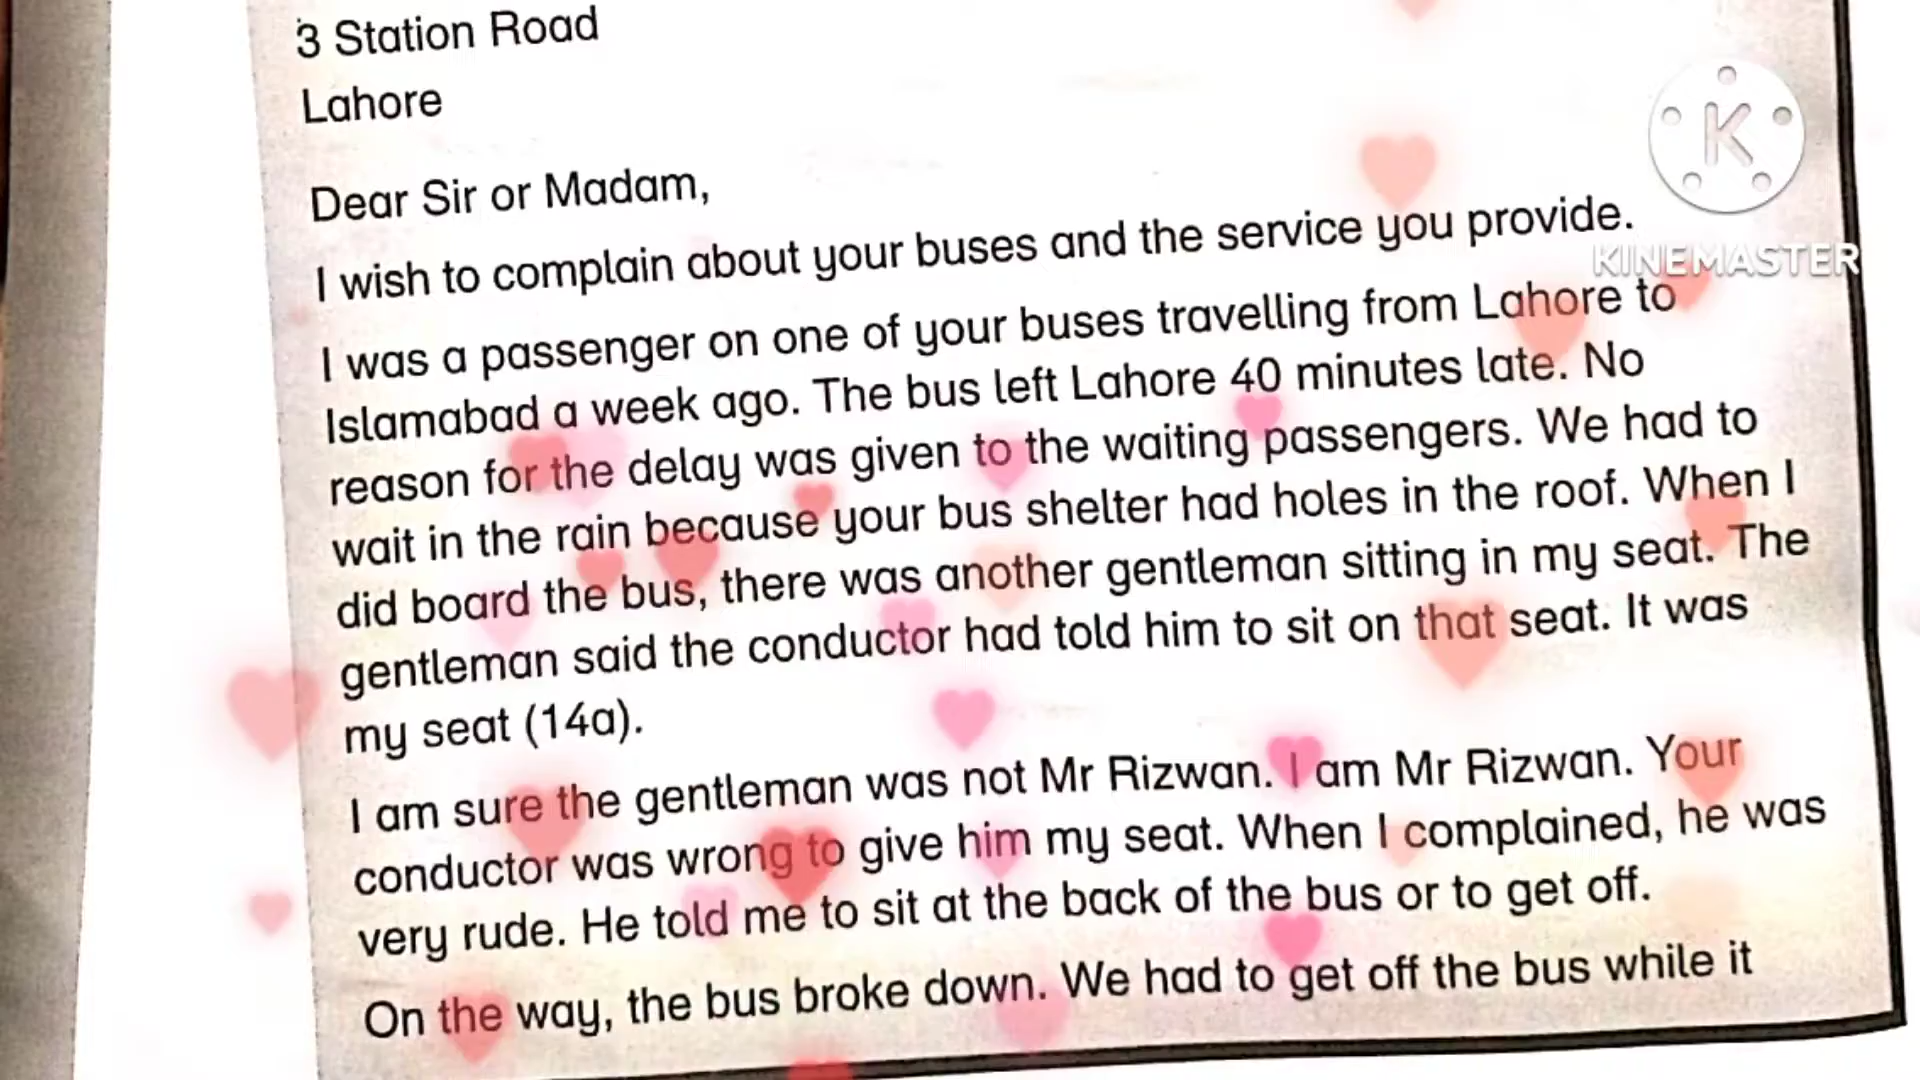 3 Station Road
Lahore
Dear Sir or Madam,
I wish to complain about your buses and the service you provide.
I was a passenger on one of your buses travelling from Lahore to
Islamabad a week ago. The bus left Lahore 40 minutes late. No
reason for the delay was given to the waiting passengers. We had to
wait in the rain because your bus shelter had holes in the roof. When I
did board the bus, there was another gentleman sitting in my seat. The
gentleman said the conductor had told him to sit on that seat. It was
my seat (14a).
I am sure the gentleman was not Mr Rizwan. I am Mr Rizwan. Your
conductor was wrong to give him my seat. When I complained, he was
very rude. He told me to sit at the back of the bus or to get off.
On the way, the bus broke down. We had to get off the bus while it
K
KINEMASTER